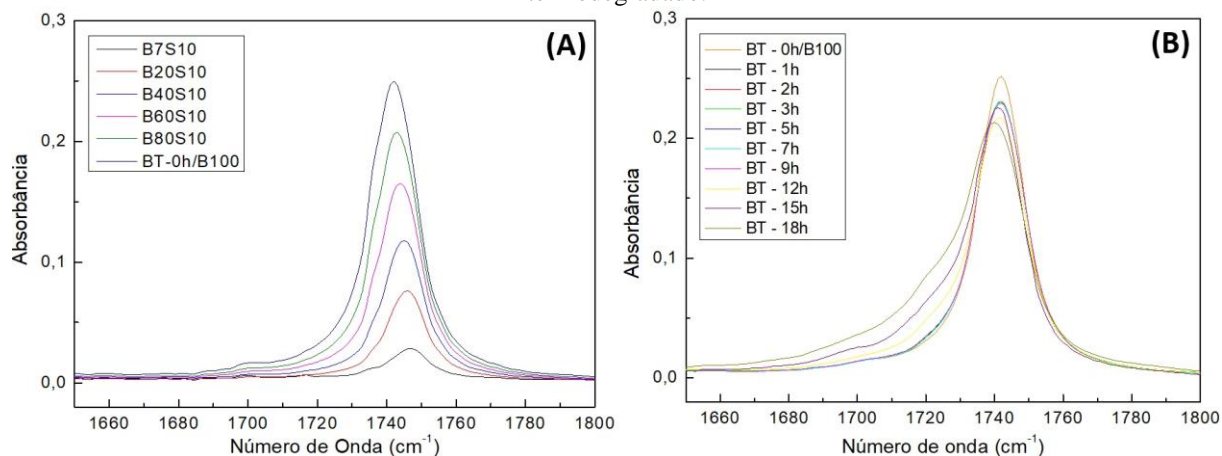 termodegradado.
(A)
0,3
0,2
0,1
0,0
Absorbância
B7S10
B20S10
B40S10
B60S10
B80S10
BT-0h/B100
1660 1680 1700 1720 1740 1760 1780 1800
Número de Onda (cm⁻¹)
(B)
0,3
0,2
0,1
0,0
Absorbância
BT - 0h/B100
BT - 1h
BT - 2h
BT - 3h
BT - 5h
BT - 7h
BT - 9h
BT - 12h
BT - 15h
BT - 18h
1660 1680 1700 1720 1740 1760 1780 1800
Número de onda (cm⁻¹)